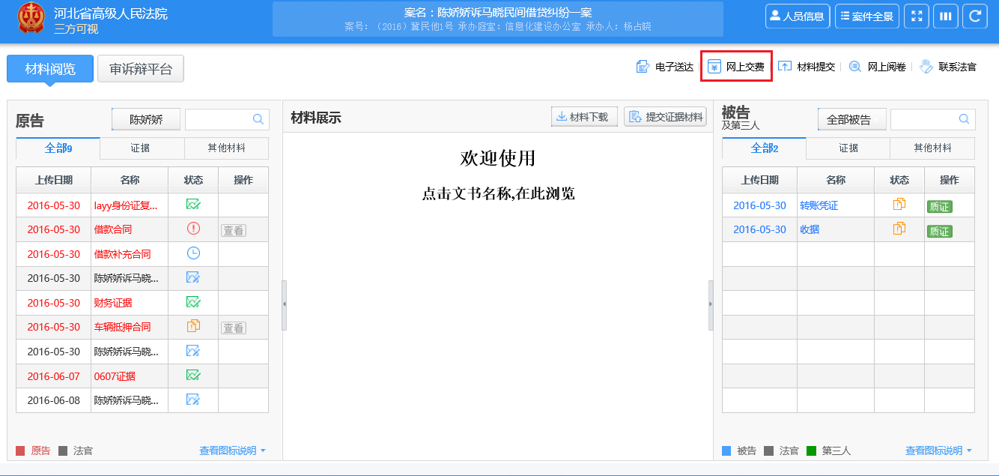 河北省高级人民法院
三方可视
案名：陈娇娇诉马晓民间借贷纠纷一案
案号：（2016）冀民他1号 承办庭室：信息化建设办公室 承办人：杨占晓
人员信息
案件全景
材料阅览
审诉辩平台
电子送达
网上交费
材料提交
网上阅卷
联系法官
原告
陈娇娇
全部9
证据
其他材料
上传日期 名称 状态 操作
2016-05-30 layy身份证复...
2016-05-30 借款合同 查看
2016-05-30 借款补充合同
2016-05-30 陈娇娇诉马晓...
2016-05-30 财务证据
2016-05-30 车辆抵押合同 查看
2016-05-30 陈娇娇诉马晓...
2016-06-07 0607证据
2016-06-08 陈娇娇诉马晓...
原告 法官 查看图标说明
材料展示
材料下载
提交证据材料
欢迎使用
点击文书名称,在此浏览
被告
及第三人
全部被告
全部2
证据
其他材料
上传日期 名称 状态 操作
2016-05-30 转账凭证 质证
2016-05-30 收据 质证
被告 法官 第三人 查看图标说明